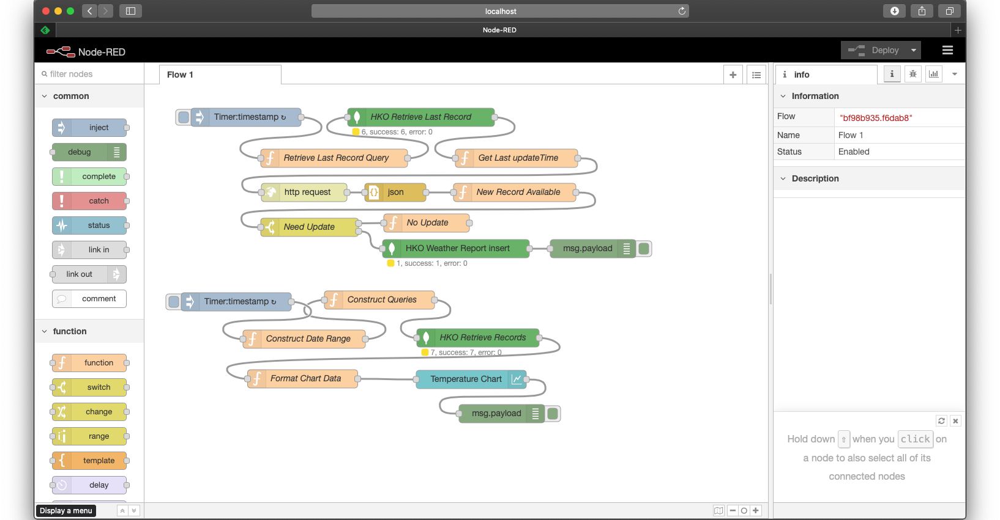 localhost
Node-RED
Node-RED
Deploy
filter nodes
Flow 1
info
common
inject
debug
complete
catch
status
link in
link out
comment
function
function
switch
change
range
template
delay
Display a menu
Timer:timestamp ↻
HKO Retrieve Last Record
6, success: 6, error: 0
Retrieve Last Record Query
Get Last updateTime
http request
json
New Record Available
Need Update
No Update
HKO Weather Report insert
msg.payload
1, success: 1, error: 0
Timer:timestamp ↻
Construct Queries
Construct Date Range
HKO Retrieve Records
7, success: 7, error: 0
Format Chart Data
Temperature Chart
msg.payload
Information
Flow "bf98b935.f6dab8"
Name Flow 1
Status Enabled
Description
Hold down ⇧ when you click on
a node to also select all of its
connected nodes